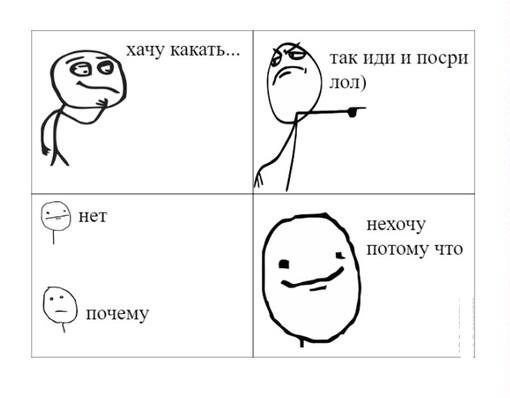 хачу какать...
так иди и посри
лол)
нет
почему
нехочу
потому что